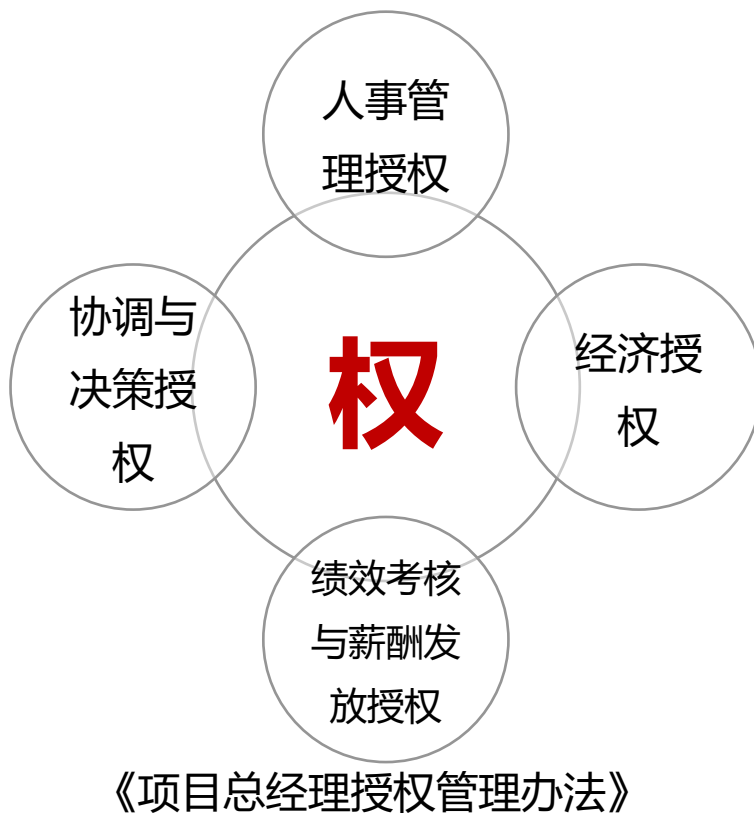 人事管
理授权
协调与
决策授
权
权
经济授
权
绩效考核
与薪酬发
放授权
《项目总经理授权管理办法》